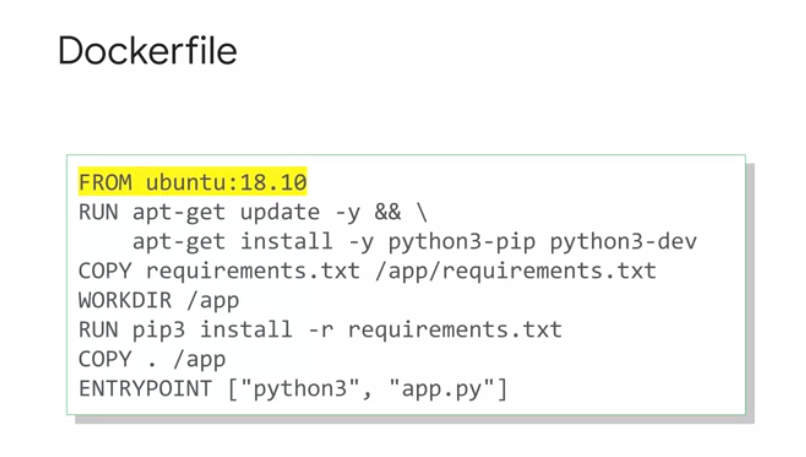 Dockerfile
FROM ubuntu:18.10
RUN apt-get update -y && \
    apt-get install -y python3-pip python3-dev
COPY requirements.txt /app/requirements.txt
WORKDIR /app
RUN pip3 install -r requirements.txt
COPY . /app
ENTRYPOINT ["python3", "app.py"]